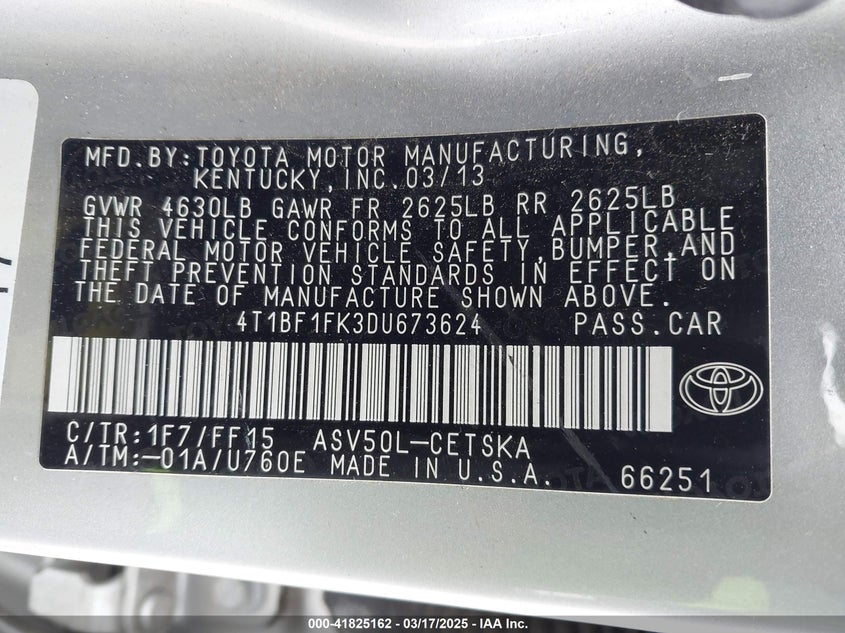 MFD.BY:TOYOTA MOTOR MANUFACTURING,
KENTUCKY,INC.03/13
GVWR 4630LB GAWR FR 2625LB RR 2625LB
THIS VEHICLE CONFORMS TO ALL APPLICABLE
FEDERAL MOTOR VEHICLE SAFETY,BUMPER,AND
THEFT PREVENTION STANDARDS IN EFFECT ON
THE DATE OF MANUFACTURE SHOWN ABOVE.
4T1BF1FK3DU673624 PASS.CAR
C/TR:1F7/FF15 ASV50L-CETSKA
A/TM:-01A/U760E MADE IN U.S.A. 66251
000-41825162 - 03/17/2025 - IAAI.com